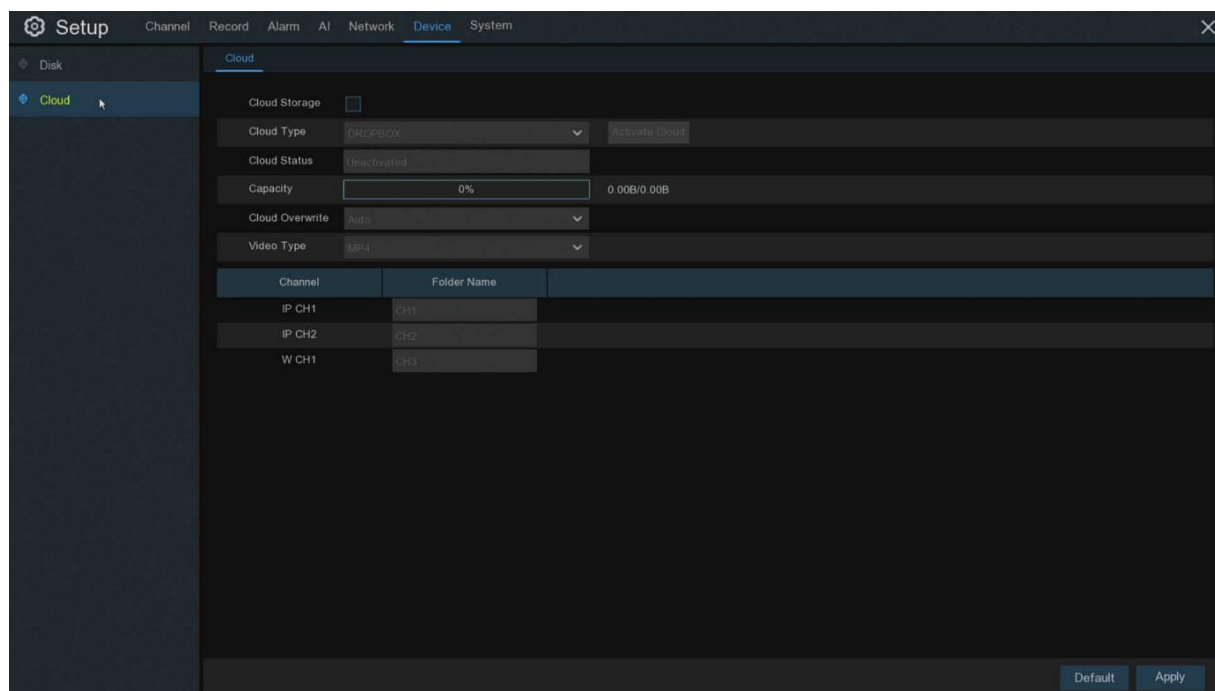 Setup Channel Record Alarm AI Network Device System
Disk
Cloud
Cloud
Cloud Storage
Cloud Type DROPBOX Activate Cloud
Cloud Status Unactivated
Capacity 0% 0.00B/0.00B
Cloud Overwrite Auto
Video Type MP4
Channel Folder Name
IP CH1 CH1
IP CH2 CH2
W CH1 CH3
Default Apply